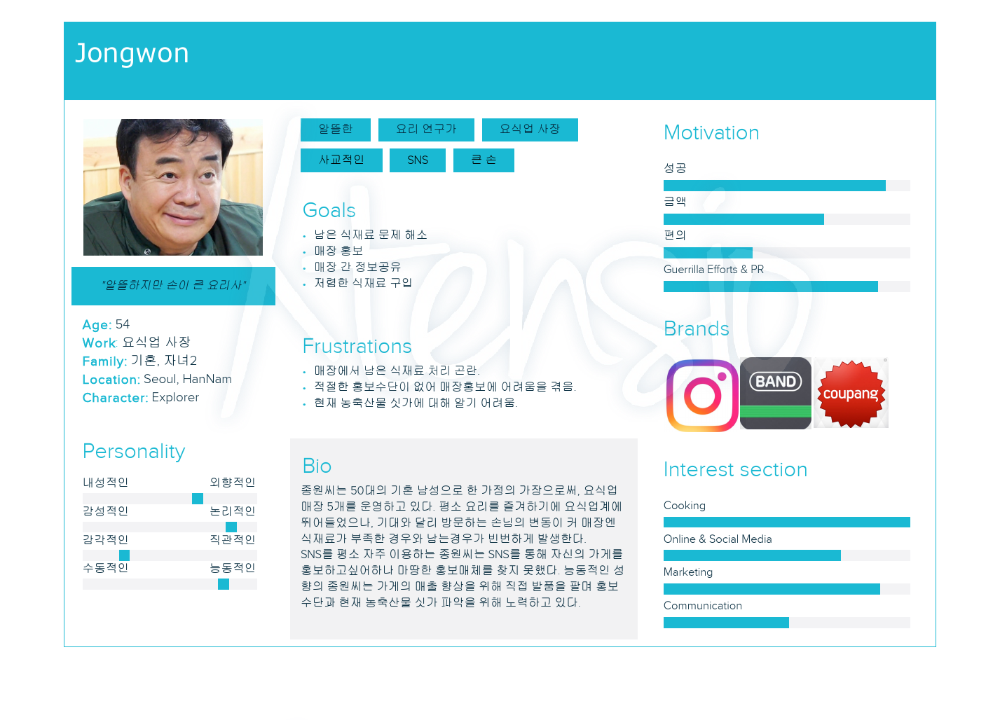 Jongwon
"알뜰하지만 손이 큰 요리사"
Age: 54
Work: 요식업 사장
Family: 기혼, 자녀2
Location: Seoul, HanNam
Character: Explorer
Personality
내성적인 외향적인
감성적인 논리적인
감각적인 직관적인
수동적인 능동적인
알뜰한 요리 연구가 요식업 사장
사교적인 SNS 큰 손
Goals
• 남은 식재료 문제 해소
• 매장 홍보
• 매장 간 정보공유
• 저렴한 식재료 구입
Frustrations
• 매장에서 남은 식재료 처리 곤란.
• 적절한 홍보수단이 없어 매장홍보에 어려움을 겪음.
• 현재 농축산물 싯가에 대해 알기 어려움.
Bio
종원씨는 50대의 기혼 남성으로 한 가정의 가장으로써, 요식업
매장 5개를 운영하고 있다. 평소 요리를 즐겨하기에 요식업계에
뛰어들었으나, 기대와 달리 방문하는 손님의 변동이 커 매장엔
식재료가 부족한 경우와 남는경우가 빈번하게 발생한다.
SNS를 평소 자주 이용하는 종원씨는 SNS를 통해 자신의 가게를
홍보하고싶어하나 마땅한 홍보매체를 찾지 못했다. 능동적인 성
향의 종원씨는 가게의 매출 향상을 위해 직접 발품을 팔며 홍보
수단과 현재 농축산물 싯가 파악을 위해 노력하고 있다.
Motivation
성공
금액
편의
Guerrilla Efforts & PR
Brands
BAND
coupang
Interest section
Cooking
Online & Social Media
Marketing
Communication
Xtensio